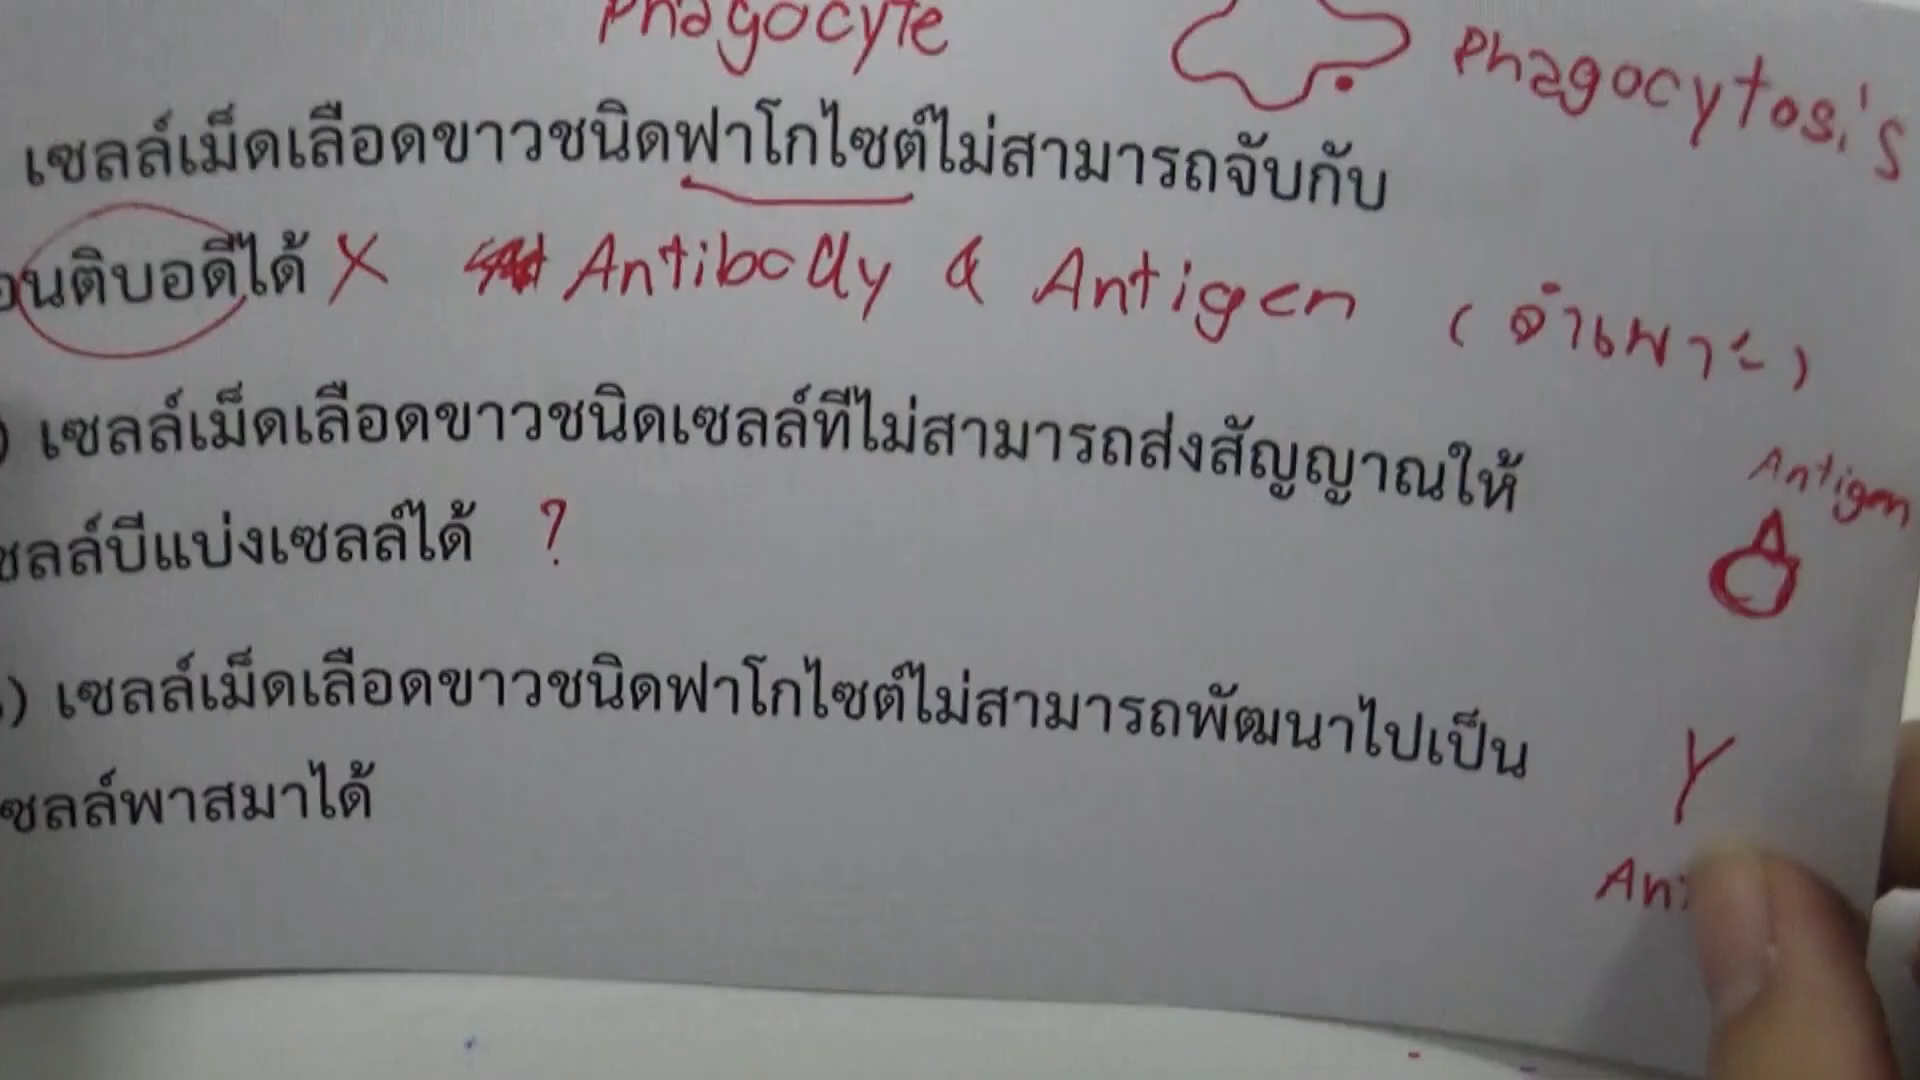 Phagocyte
Phagocytosis
เซลล์เม็ดเลือดขาวชนิดฟาโกไซต์ไม่สามารถจับกับ
อนติบอดีได้ X Antibody & Antigen (จำเพาะ)
) เซลล์เม็ดเลือดขาวชนิดเซลล์ทีไม่สามารถส่งสัญญาณให้
ซลล์บีแบ่งเซลล์ได้ ?
Antigen
) เซลล์เม็ดเลือดขาวชนิดฟาโกไซต์ไม่สามารถพัฒนาไปเป็น
ซลล์พาสมาได้
An